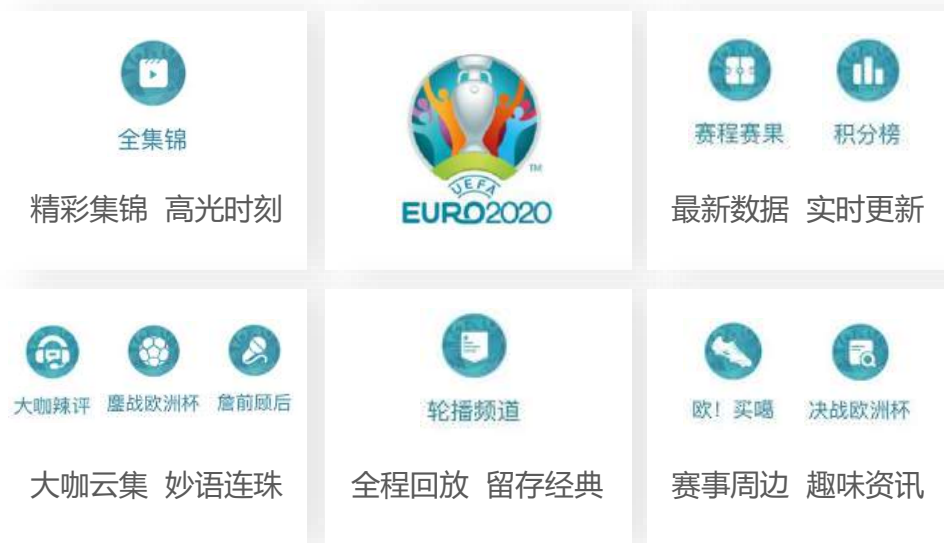 全集锦
精彩集锦 高光时刻
TM
UEFA
EURO2020
赛程赛果 积分榜
最新数据 实时更新
大咖辣评 鏖战欧洲杯 詹前顾后
大咖云集 妙语连珠
轮播频道
全程回放 留存经典
欧！买噶 决战欧洲杯
赛事周边 趣味资讯